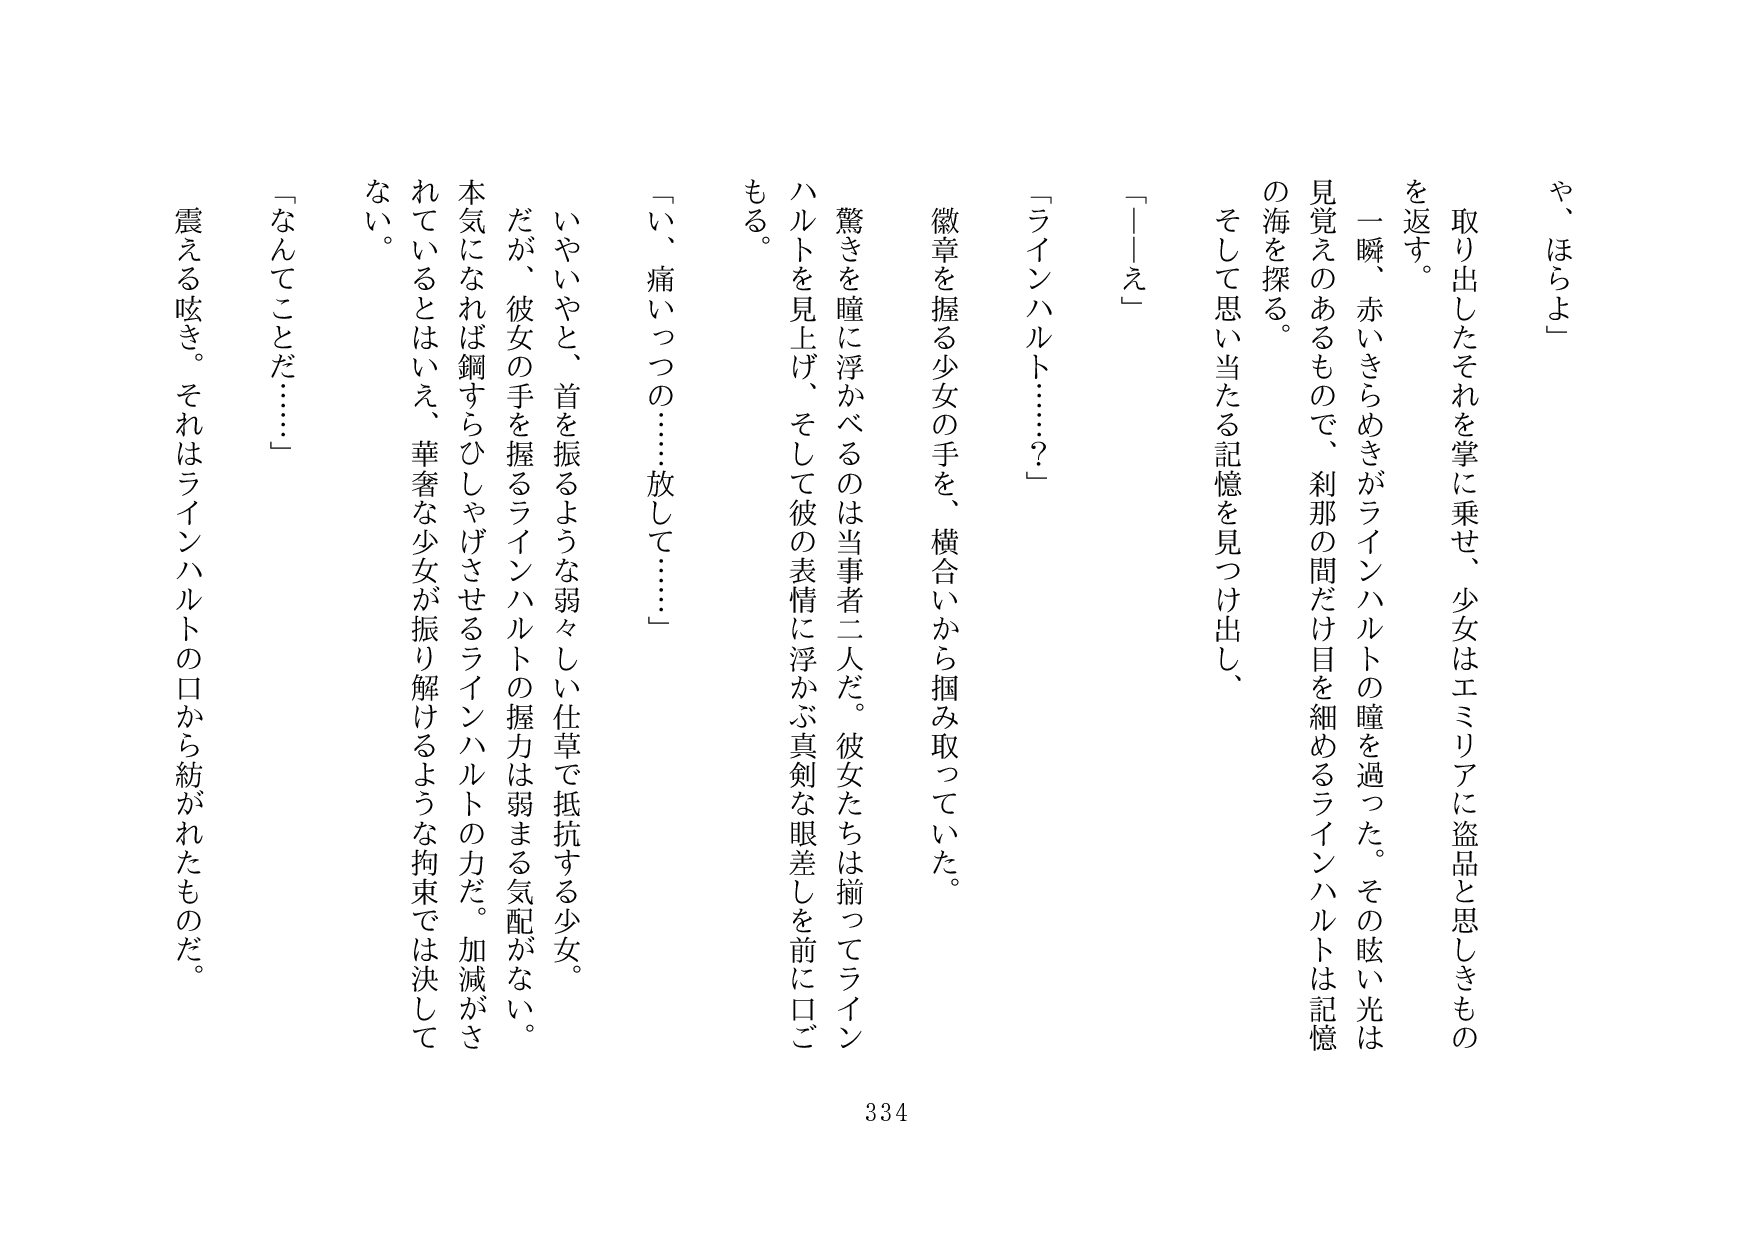 や、ほらよ」
取り出したそれを掌に乗せ、少女はエミリアに盗品と思しきもの
を返す。
一瞬、赤いきらめきがラインハルトの瞳を過った。その眩い光は
見覚えのあるもので、刹那の間だけ目を細めるラインハルトは記憶
の海を探る。
そして思い当たる記憶を見つけ出し、
「――え」
「ラインハルト……？」
徽章を握る少女の手を、横合いから掴み取っていた。
驚きを瞳に浮かべるのは当事者二人だ。彼女たちは揃ってライン
ハルトを見上げ、そして彼の表情に浮かぶ真剣な眼差しを前に口ご
もる。
「い、痛いっつの……放して……」
いやいやと、首を振るような弱々しい仕草で抵抗する少女。
だが、彼女の手を握るラインハルトの握力は弱まる気配がない。
本気になれば鋼すらひしゃげさせるラインハルトの力だ。加減がさ
れているとはいえ、華奢な少女が振り解けるような拘束では決して
ない。
「なんてことだ……」
震える呟き。それはラインハルトの口から紡がれたものだ。
334